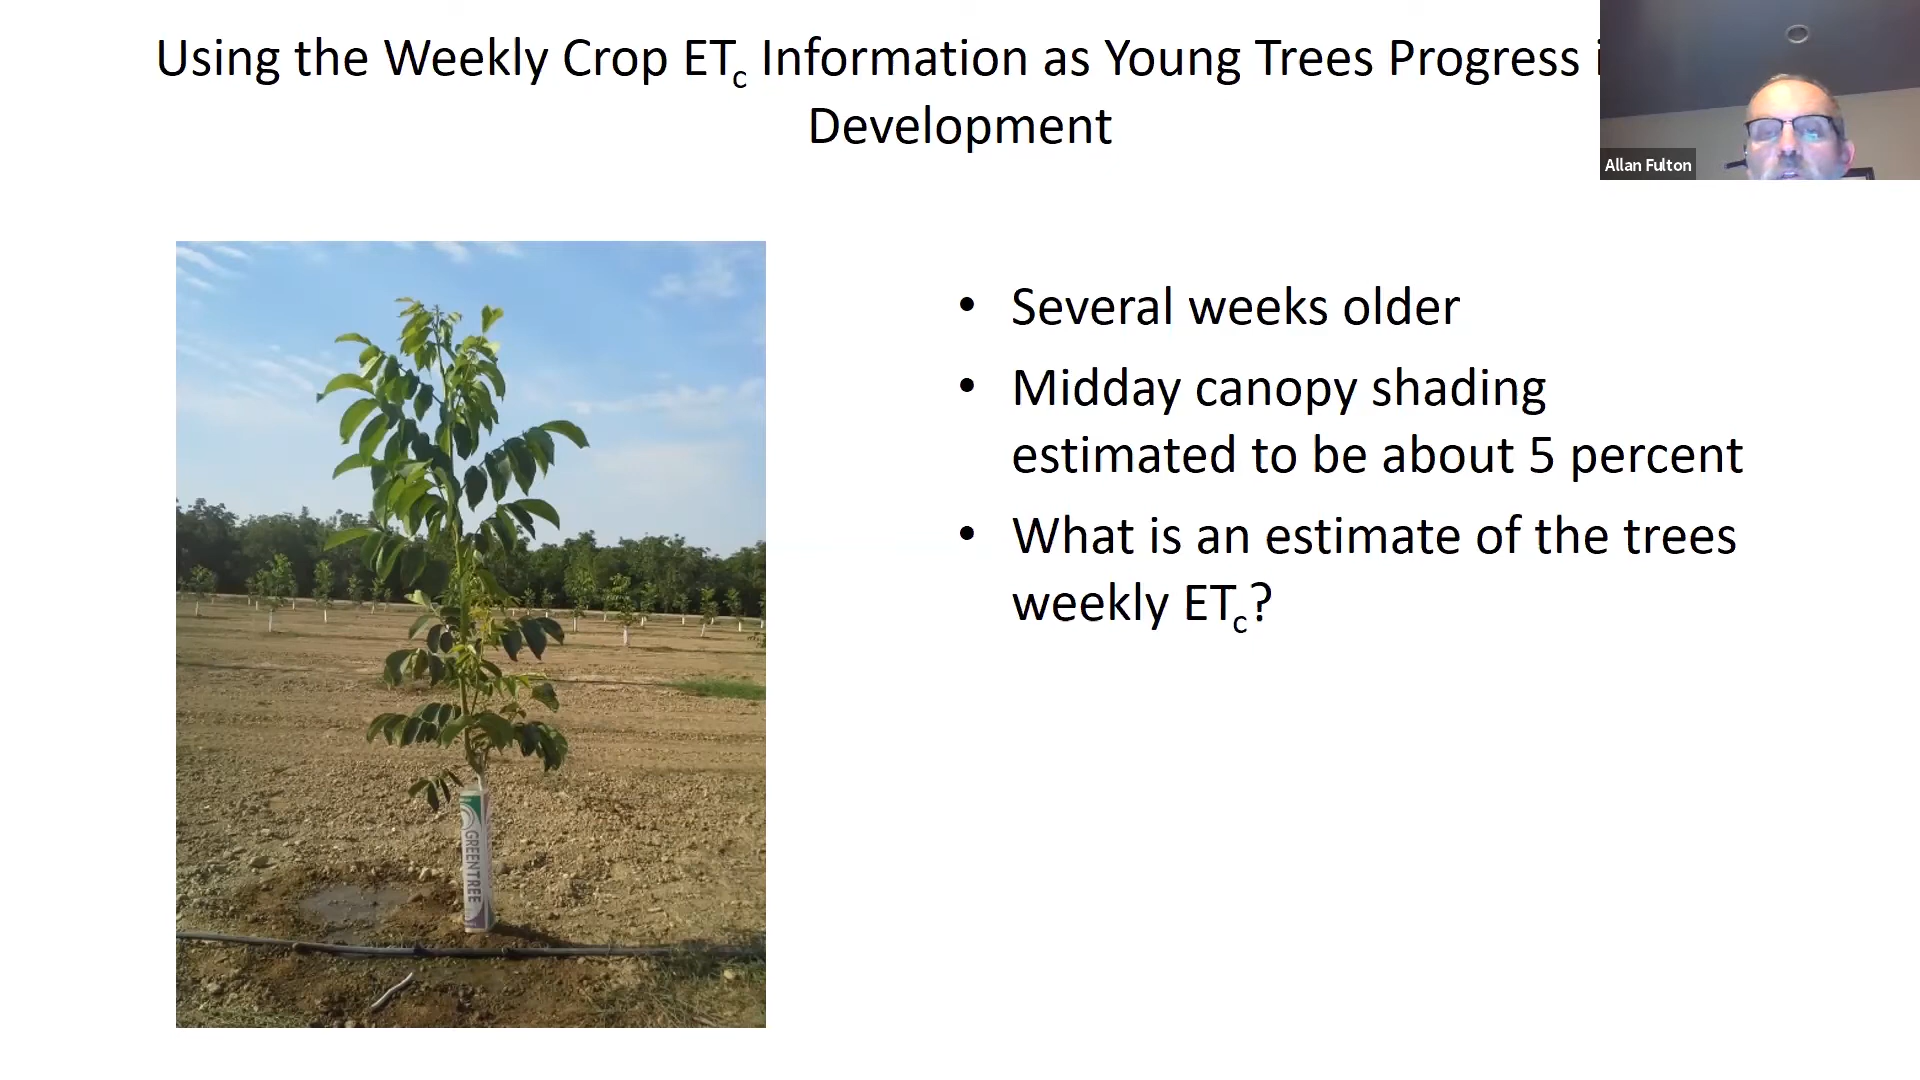 Using the Weekly Crop ETc Information as Young Trees Progress
Development
Allan Fulton
• Several weeks older
• Midday canopy shading
estimated to be about 5 percent
• What is an estimate of the trees
weekly ETc?
GREENTREE